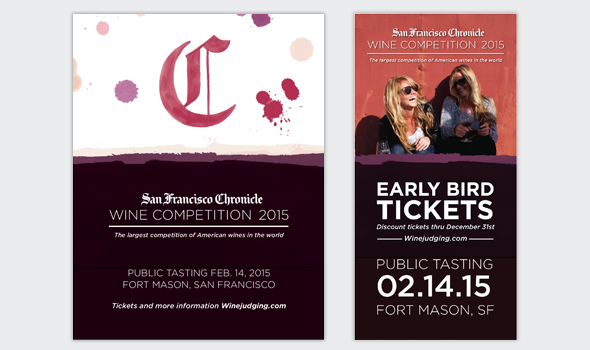 C
San Francisco Chronicle
WINE COMPETITION 2015
The largest competition of American wines in the world
PUBLIC TASTING FEB. 14, 2015
FORT MASON, SAN FRANCISCO
Tickets and more information Winejudging.com
San Francisco Chronicle
WINE COMPETITION 2015
The largest competition of American wines in the world
EARLY BIRD
TICKETS
Discount tickets thru December 31st
Winejudging.com
PUBLIC TASTING
02.14.15
FORT MASON, SF